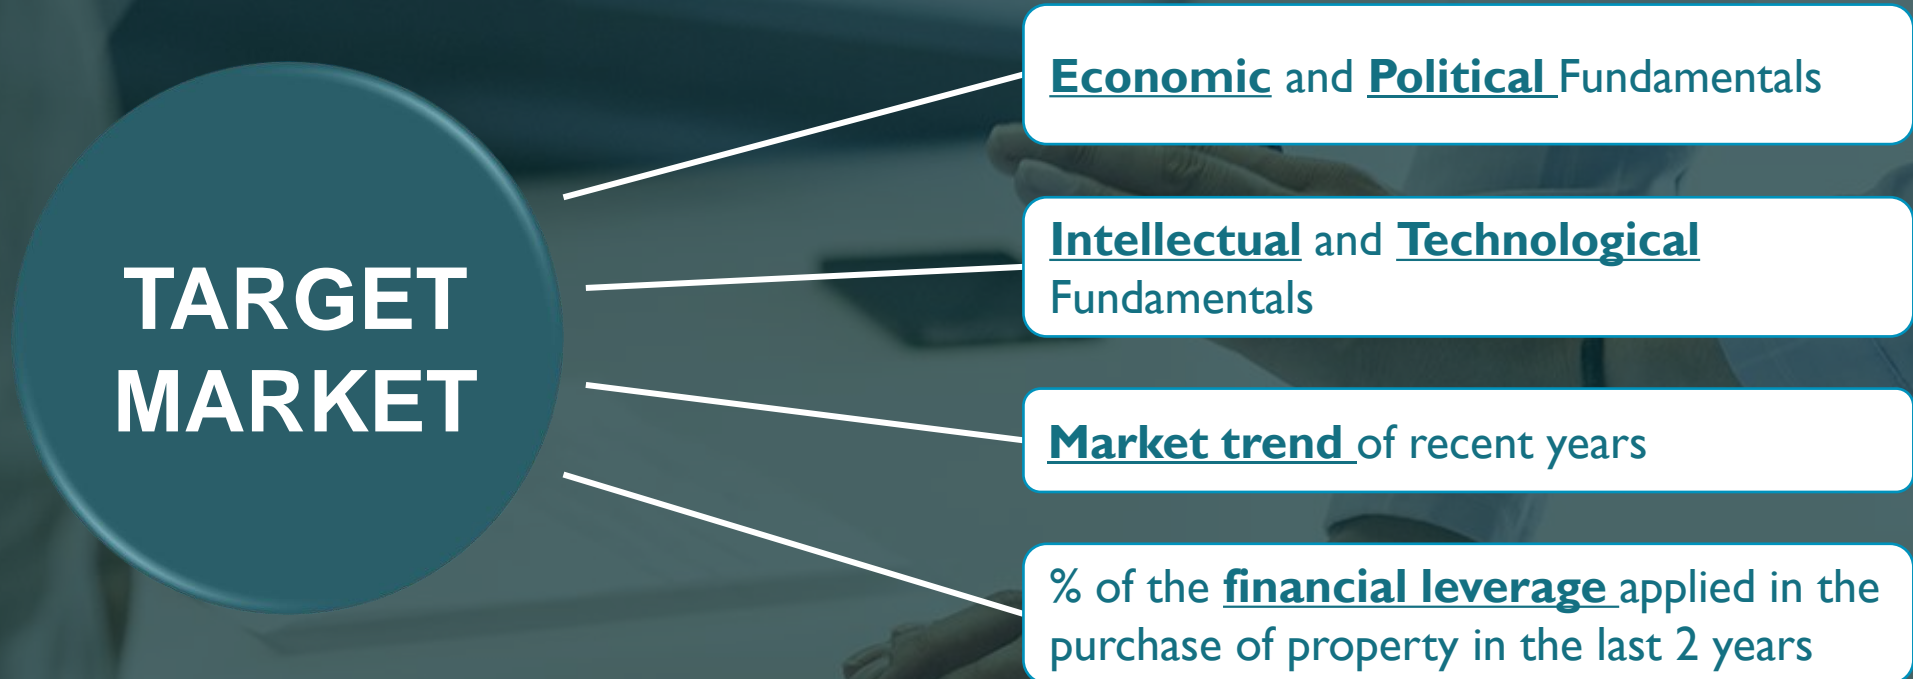 TARGET
MARKET
Economic and Political Fundamentals
Intellectual and Technological
Fundamentals
Market trend of recent years
% of the financial leverage applied in the
purchase of property in the last 2 years